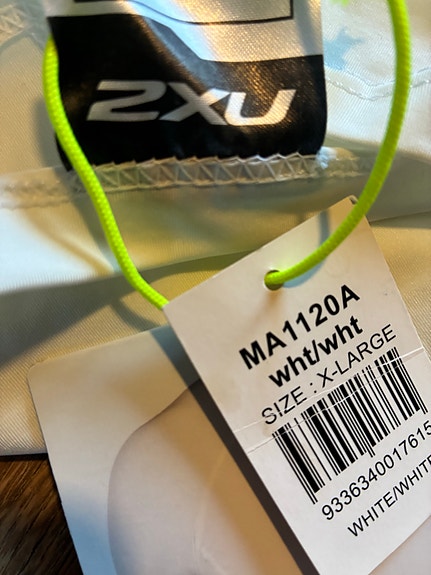 2XU
MA1120A
wht/wht
SIZE : X-LARGE
9336340017615
WHITE/WHITE